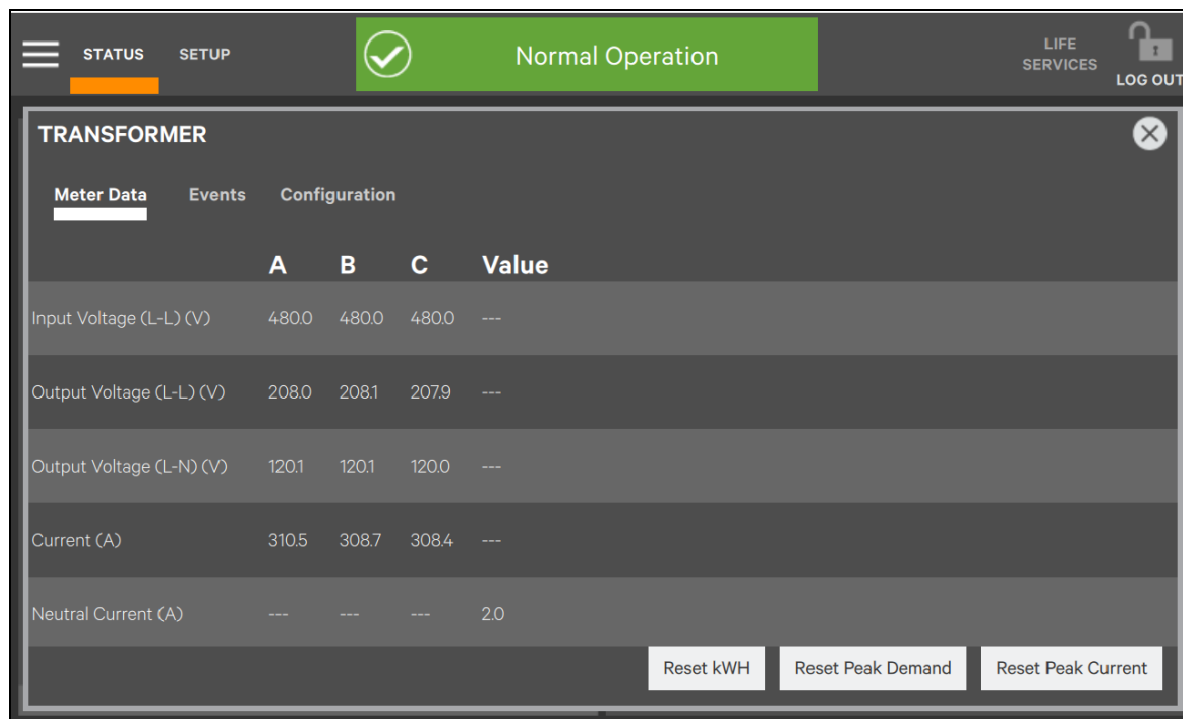 STATUS SETUP Normal Operation LIFE SERVICES LOG OUT
TRANSFORMER
Meter Data Events Configuration
A B C Value
Input Voltage (L-L) (V) 480.0 480.0 480.0 ---
Output Voltage (L-L) (V) 208.0 208.1 207.9 ---
Output Voltage (L-N) (V) 120.1 120.1 120.0 ---
Current (A) 310.5 308.7 308.4 ---
Neutral Current (A) --- --- --- 2.0
Reset kWH Reset Peak Demand Reset Peak Current